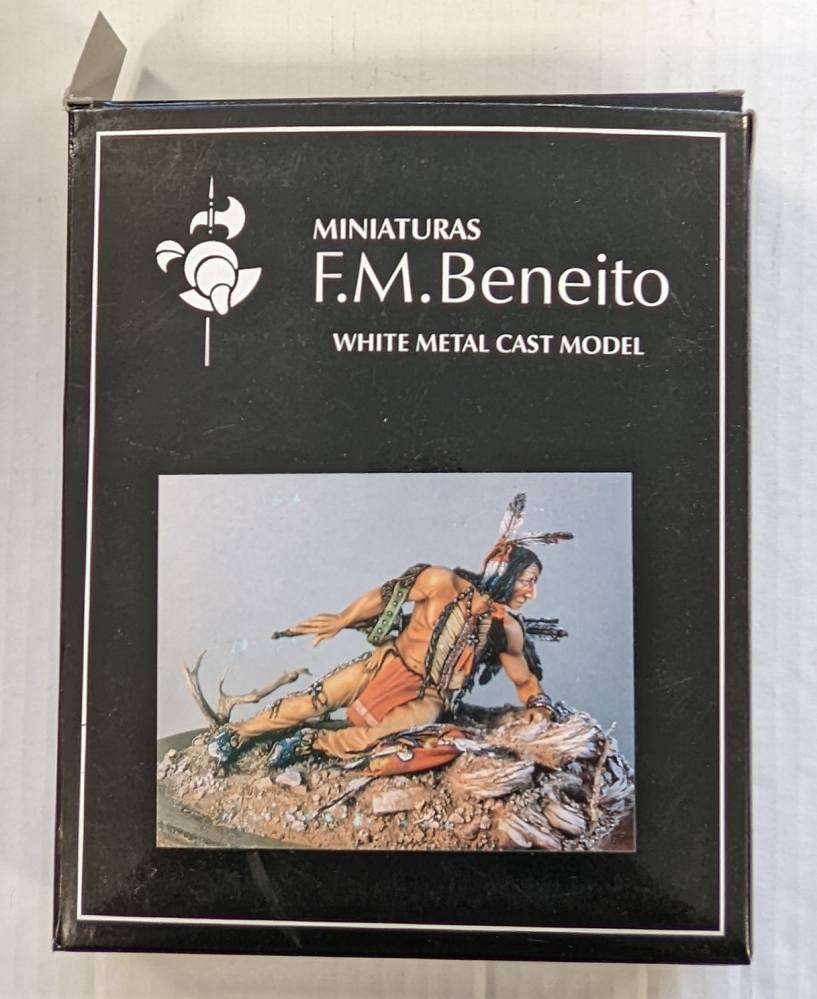 MINIATURAS
F.M.Beneito
WHITE METAL CAST MODEL